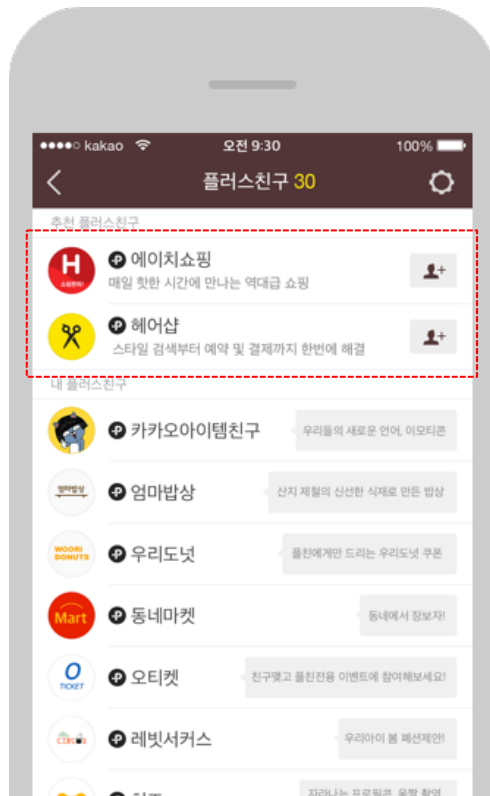 kakao 오전 9:30 100%
플러스친구 30
추천 플러스친구
H
에이치쇼핑
매일 핫한 시간에 만나는 역대급 쇼핑
헤어샵
스타일 검색부터 예약 및 결제까지 한번에 해결
내 플러스친구
카카오아이템친구 우리들의 새로운 언어, 이모티콘
엄마밥상 엄마밥상 산지 제철의 신선한 식재로 만든 밥상
WOORI
DONUTS
우리도넛 플친에게만 드리는 우리도넛 쿠폰
Mart 동네마켓 동네에서 장보자!
O
TICKET
오티켓 친구맺고 플친전용 이벤트에 참여해보세요!
레빗서커스 우리아이 봄 패션제안!